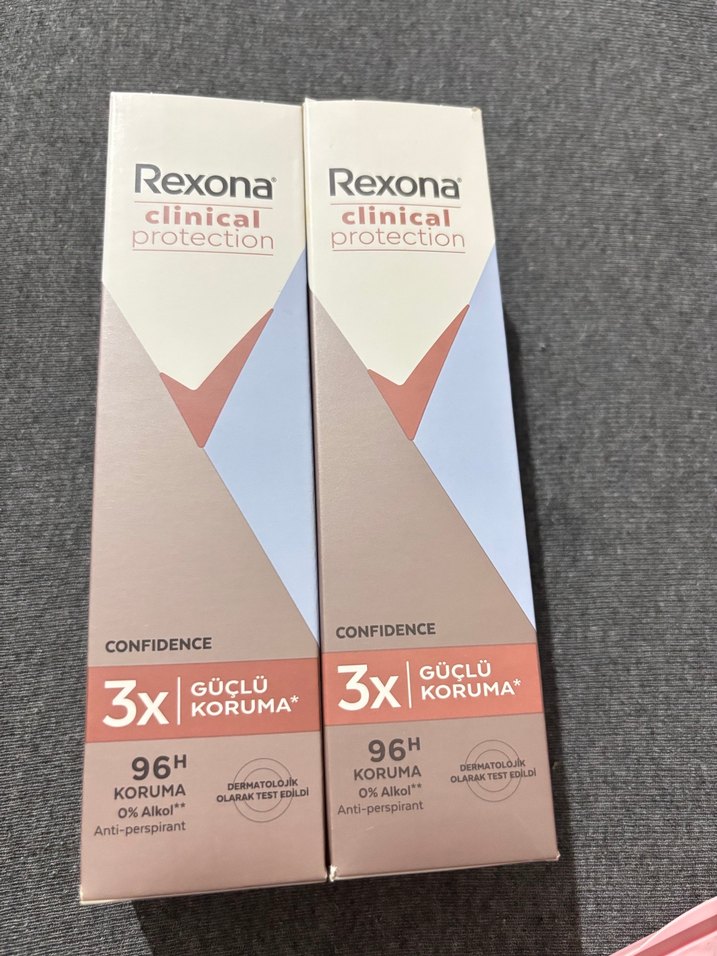 Rexona®
clinical
protection
CONFIDENCE
3x
GÜÇLÜ
KORUMA*
96H
KORUMA
0% Alkol**
Anti-perspirant
DERMATOLOJİK
OLARAK TEST EDİLDİ
Rexona®
clinical
protection
CONFIDENCE
3x
GÜÇLÜ
KORUMA*
96H
KORUMA
0% Alkol**
Anti-perspirant
DERMATOLOJİK
OLARAK TEST EDİLDİ